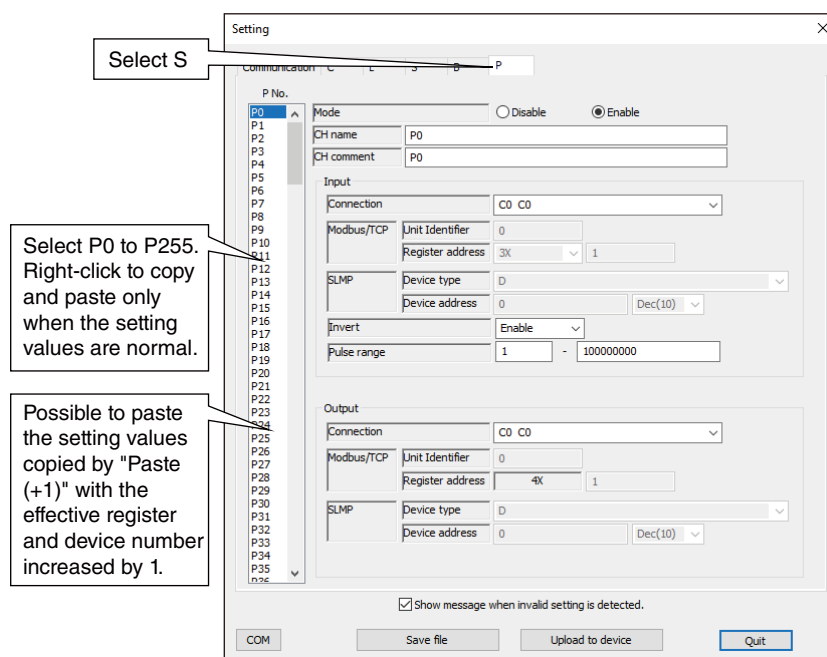 Setting
Select S
Communication C L S B P
P No.
P0
P1
P2
P3
P4
P5
P6
P7
P8
P9
P10
P11
P12
P13
P14
P15
P16
P17
P18
P19
P20
P21
P22
P23
P24
P25
P26
P27
P28
P29
P30
P31
P32
P33
P34
P35
P36
Mode Disable Enable
CH name P0
CH comment P0
Input
Connection C0 C0
Modbus/TCP Unit Identifier 0
Register address 3X 1
SLMP Device type D
Device address 0 Dec(10)
Invert Enable
Pulse range 1 - 100000000
Output
Connection C0 C0
Modbus/TCP Unit Identifier 0
Register address 4X 1
SLMP Device type D
Device address 0 Dec(10)
Select P0 to P255.
Right-click to copy
and paste only
when the setting
values are normal.
Possible to paste
the setting values
copied by "Paste
(+1)" with the
effective register
and device number
increased by 1.
Show message when invalid setting is detected.
COM Save file Upload to device Quit